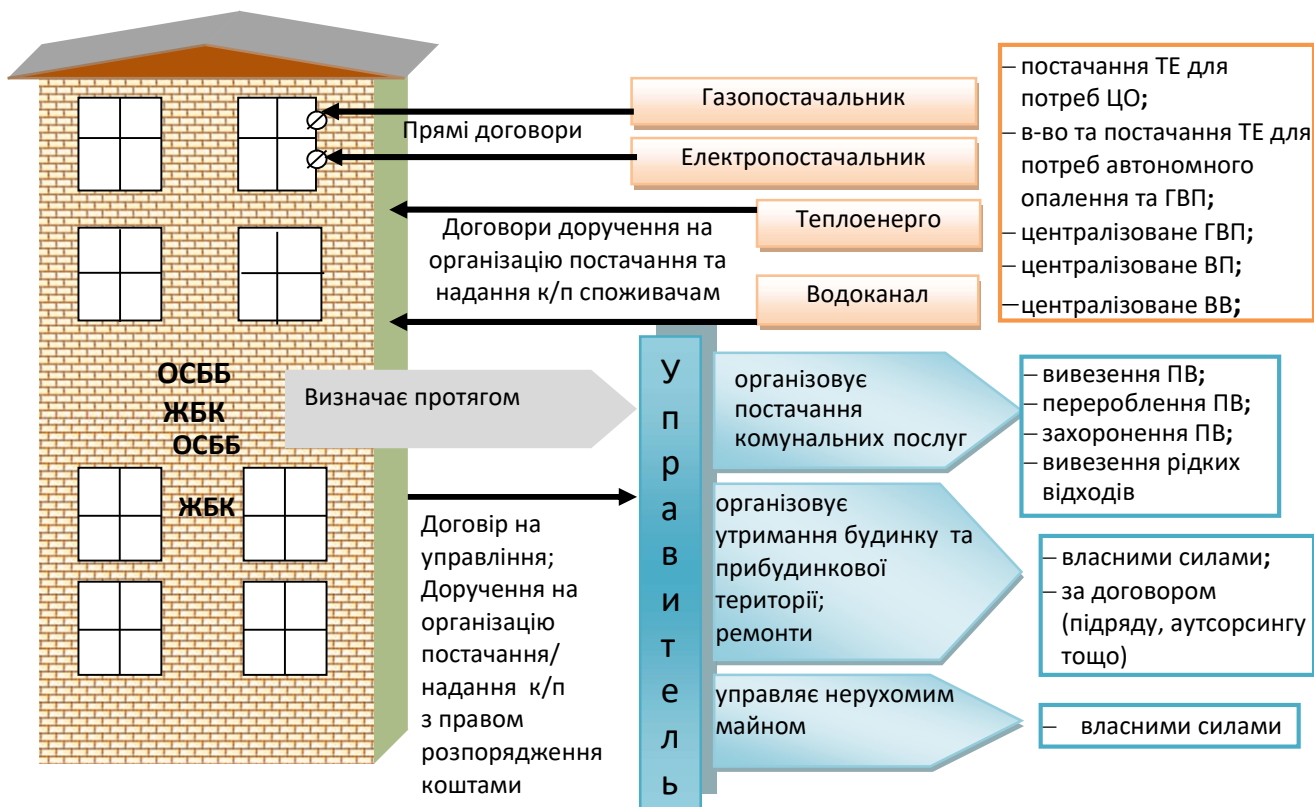 Газопостачальник
Прямі договори
Електропостачальник
Теплоенерго
Договори доручення на
організацію постачання та
надання к/п споживачам
Водоканал
– постачання ТЕ для
потреб ЦО;
– в-во та постачання ТЕ для
потреб автономного
опалення та ГВП;
– централізоване ГВП;
– централізоване ВП;
– централізоване ВВ;
ОСББ
ЖБК
ОСББ
ЖБК
Визначає протягом
Договір на
управління;
Доручення на
організацію
постачання/
надання к/п
з правом
розпорядження
коштами
У
п
р
а
в
и
т
е
л
ь
організовує
постачання
комунальних послуг
– вивезення ПВ;
– перероблення ПВ;
– захоронення ПВ;
– вивезення рідких
відходів
організовує
утримання будинку та
прибудинкової
території;
ремонти
– власними силами;
– за договором
(підряду, аутсорсингу
тощо)
управляє нерухомим
майном
– власними силами